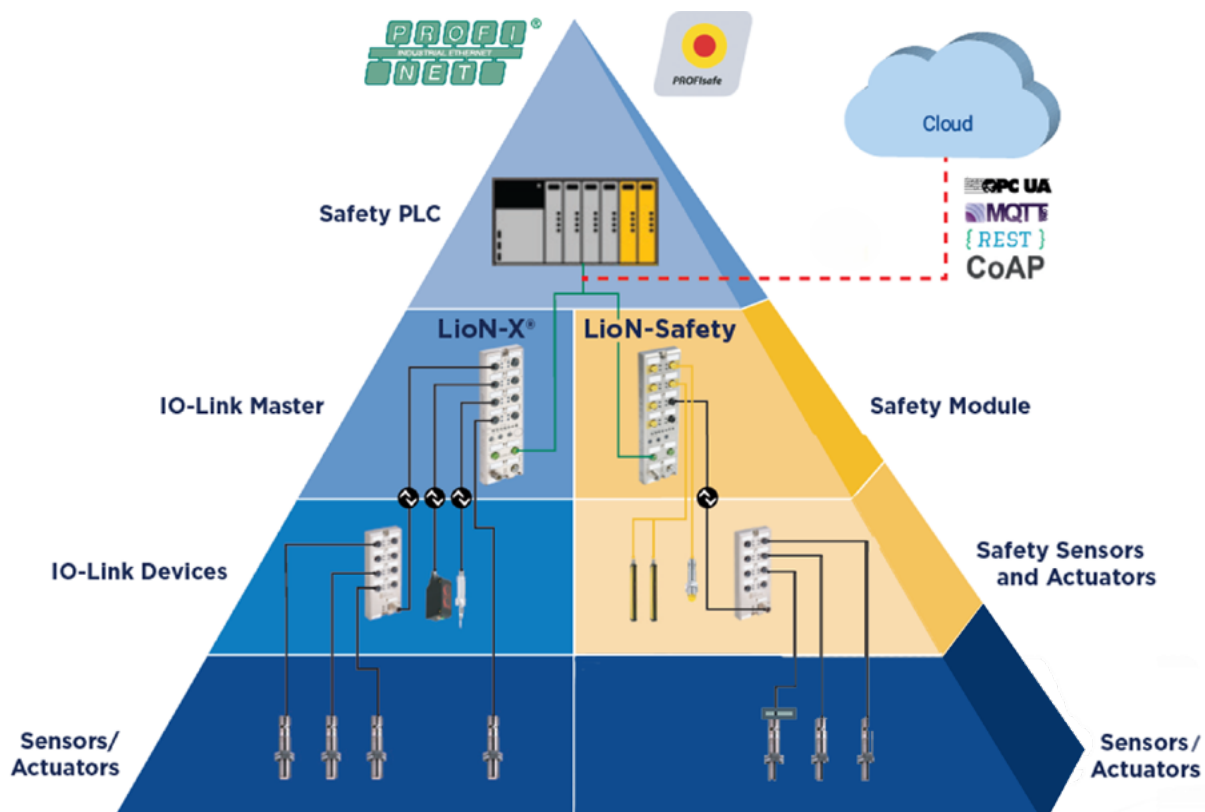 PROFI
INDUSTRIAL ETHERNET
NET
®
PROFIsafe
Cloud
OPC UA
MQTT
{REST}
CoAP
Safety PLC
LioN-X®
LioN-Safety
IO-Link Master
Safety Module
IO-Link Devices
Safety Sensors
and Actuators
Sensors/
Actuators
Sensors/
Actuators